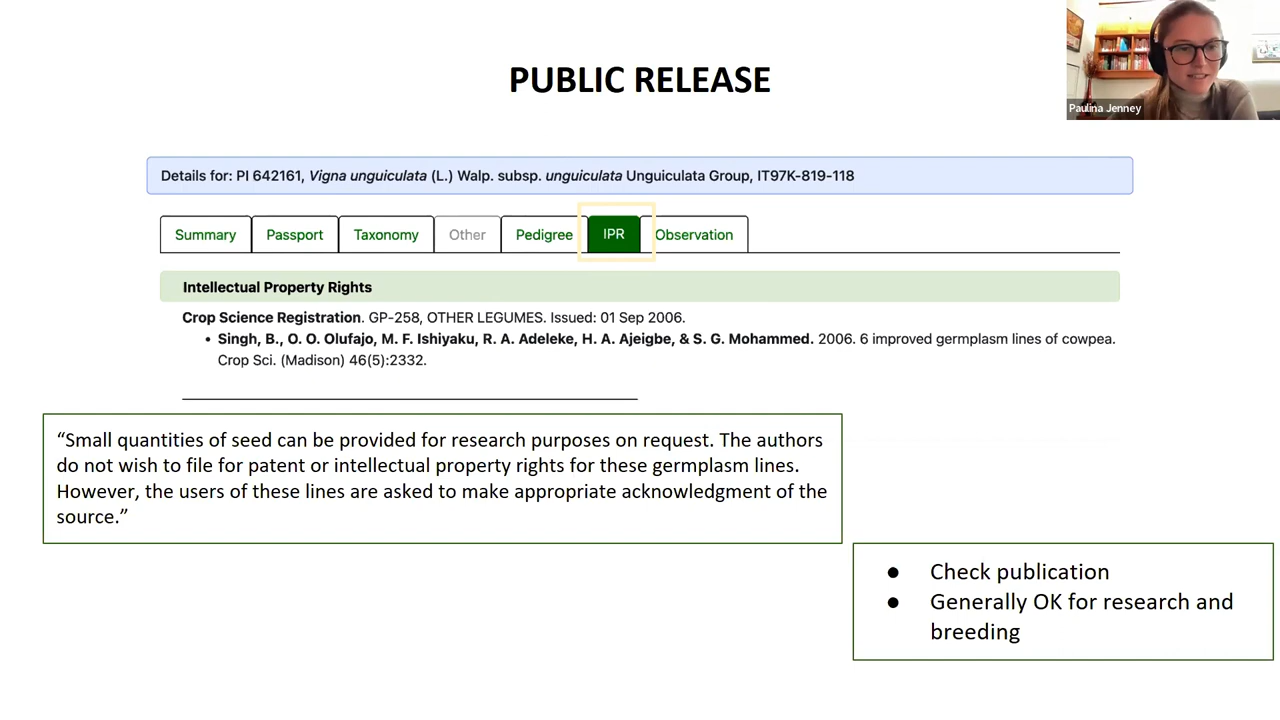 PUBLIC RELEASE
Paulina Jenney
Details for: PI 642161, Vigna unguiculata (L.) Walp. subsp. unguiculata Unguiculata Group, IT97K-819-118
Summary Passport Taxonomy Other Pedigree IPR Observation
Intellectual Property Rights
Crop Science Registration. GP-258, OTHER LEGUMES. Issued: 01 Sep 2006.
• Singh, B., O. O. Olufajo, M. F. Ishiyaku, R. A. Adeleke, H. A. Ajeigbe, & S. G. Mohammed. 2006. 6 improved germplasm lines of cowpea.
Crop Sci. (Madison) 46(5):2332.
“Small quantities of seed can be provided for research purposes on request. The authors
do not wish to file for patent or intellectual property rights for these germplasm lines.
However, the users of these lines are asked to make appropriate acknowledgment of the
source.”
● Check publication
● Generally OK for research and
breeding